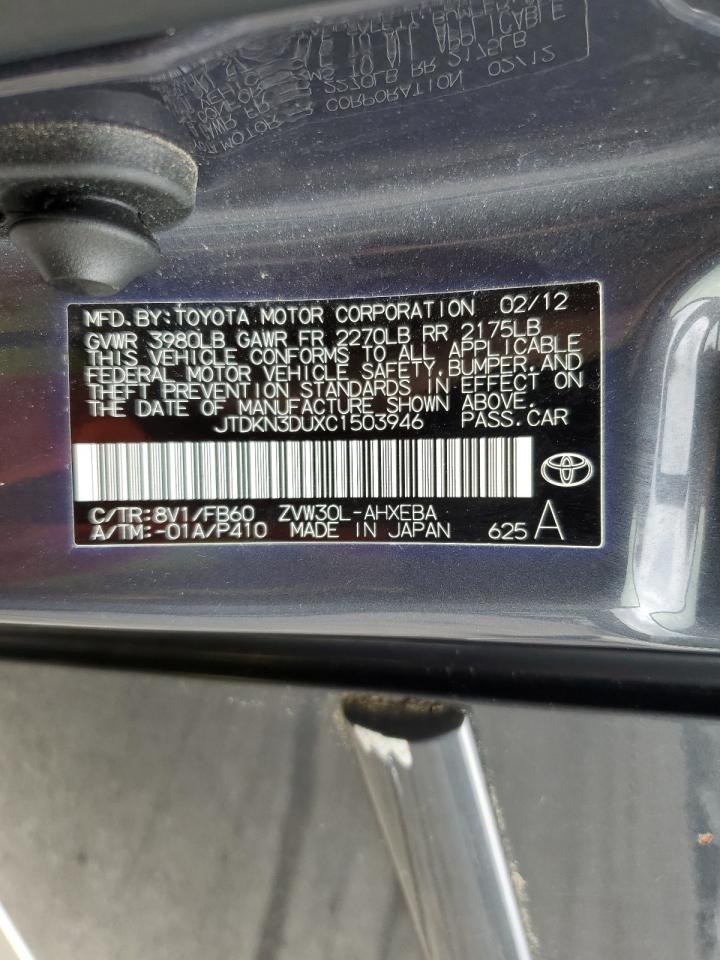 MFD.BY:TOYOTA MOTOR CORPORATION 02/12
GVWR 3980LB GAWR FR 2270LB RR 2175LB
THIS VEHICLE CONFORMS TO ALL APPLICABLE
FEDERAL MOTOR VEHICLE SAFETY,BUMPER,AND
THEFT PREVENTION STANDARDS IN EFFECT ON
THE DATE OF MANUFACTURE SHOWN ABOVE.
JTDKN3DUXC1503946 PASS.CAR
C/TR:8V1/FB60 ZVW30L-AHXEBA
A/TM:-01A/P410 MADE IN JAPAN 625 A